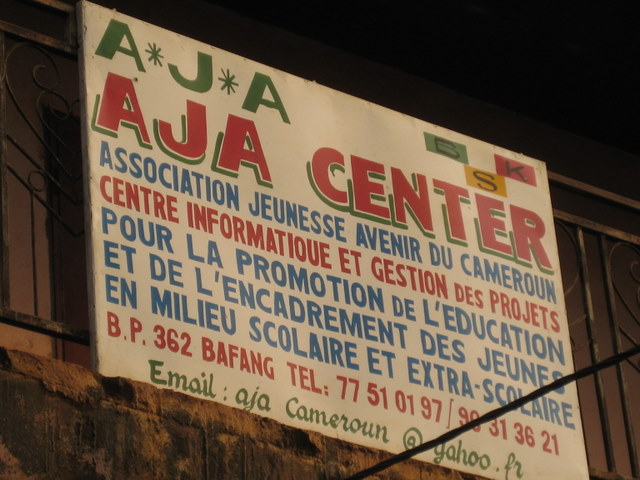 A*J*A
B S K
AJA CENTER
ASSOCIATION JEUNESSE AVENIR DU CAMEROUN
CENTRE INFORMATIQUE ET GESTION DES PROJETS
POUR LA PROMOTION DE L'EDUCATION
ET DE L'ENCADREMENT DES JEUNES
EN MILIEU SCOLAIRE ET EXTRA-SCOLAIRE
B.P. 362 BAFANG TEL: 77 51 01 97 / 96 31 36 21
Email : aja Cameroun @ yahoo.fr